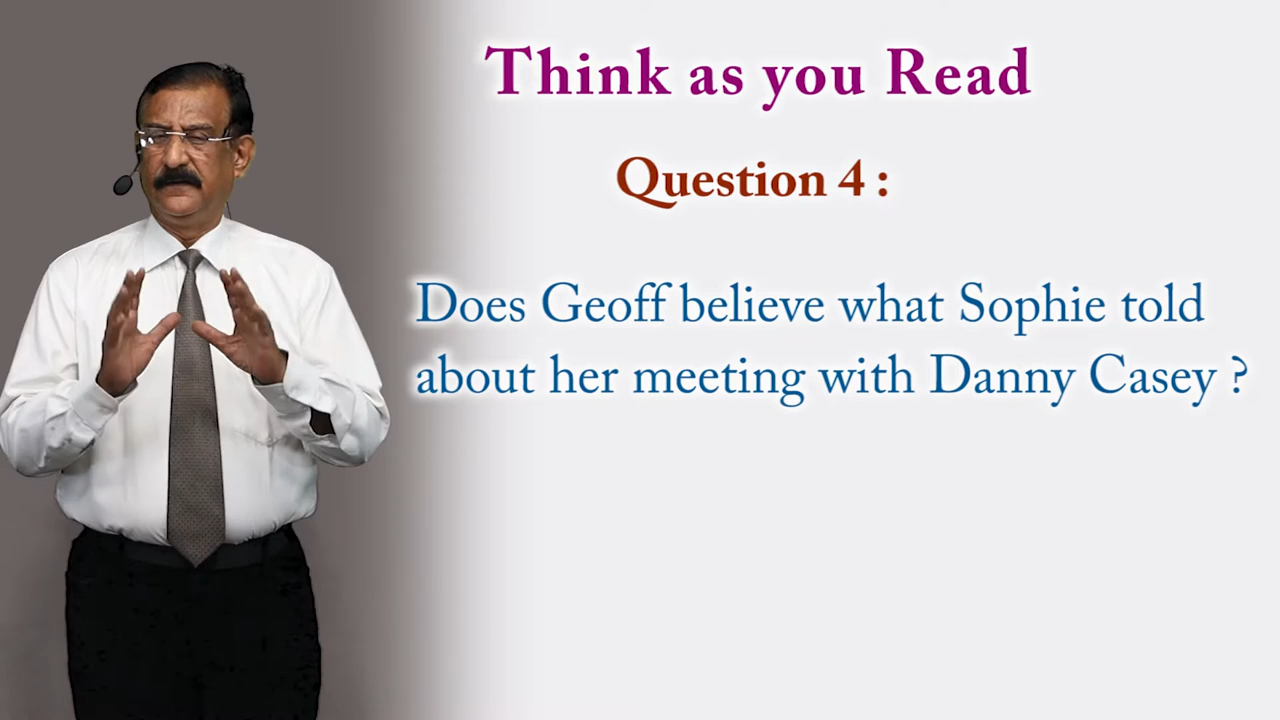 Think as you Read
Question 4 :
Does Geoff believe what Sophie told
about her meeting with Danny Casey ?